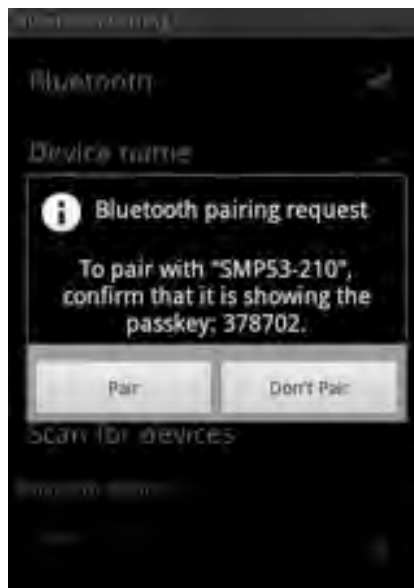 Bluetooth
Device name
Bluetooth pairing request
To pair with "SMP53-210",
confirm that it is showing the
passkey: 378702.
Pair
Don't Pair
Scan for devices